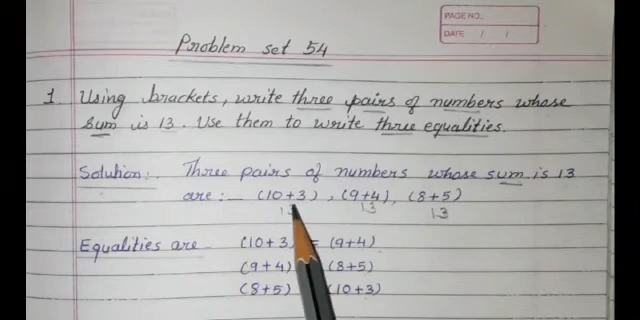 PAGE NO.
DATE / /
Problem set 54
1 Using brackets, write three pairs of numbers whose
sum is 13. Use them to write three equalities.
Solution:- Three pairs of numbers whose sum is 13
are:- (10+3), (9+4), (8+5)
13 13 13
Equalities are (10+3) = (9+4)
(9+4) (8+5)
(8+5) (10+3)